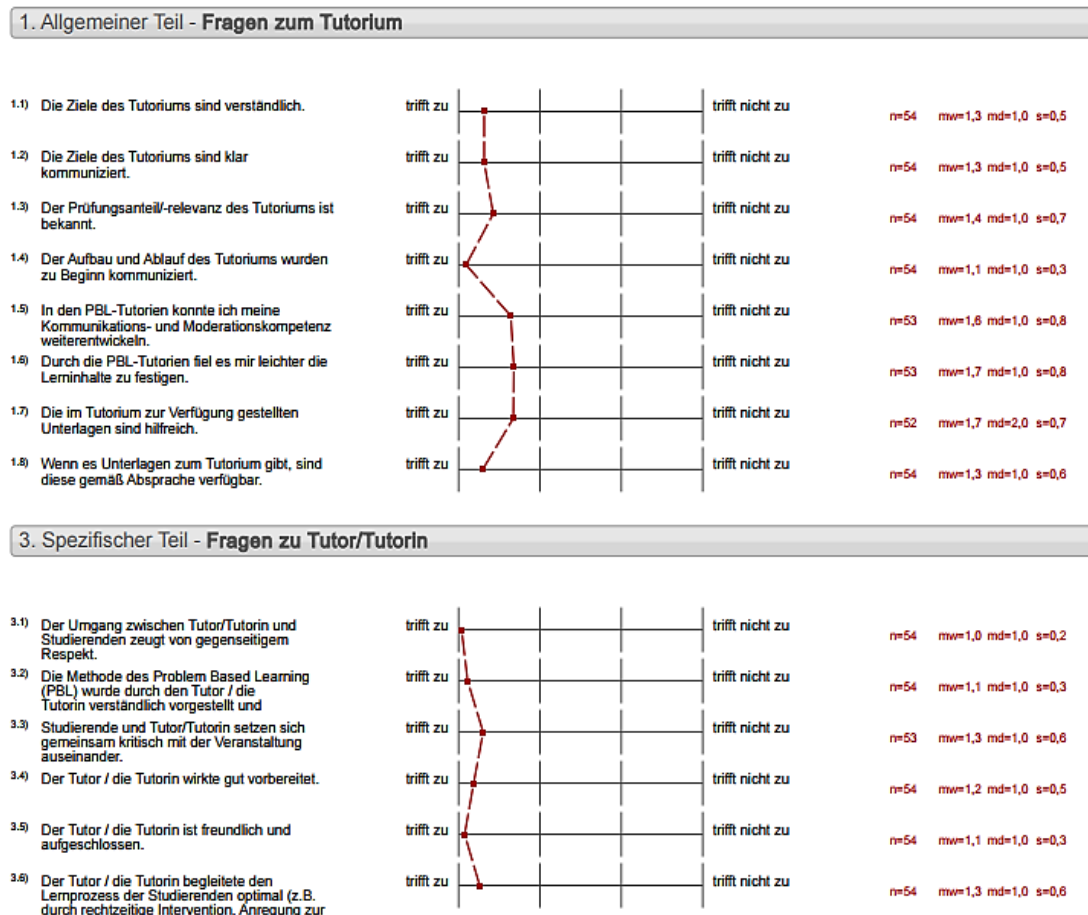 1. Allgemeiner Teil - Fragen zum Tutorium
1.1) Die Ziele des Tutoriums sind verständlich. trifft zu trifft nicht zu n=54 mw=1,3 md=1,0 s=0,5
1.2) Die Ziele des Tutoriums sind klar trifft zu trifft nicht zu
kommuniziert. n=54 mw=1,3 md=1,0 s=0,5
1.3) Der Prüfungsanteil/-relevanz des Tutoriums ist trifft zu trifft nicht zu
bekannt. n=54 mw=1,4 md=1,0 s=0,7
1.4) Der Aufbau und Ablauf des Tutoriums wurden trifft zu trifft nicht zu
zu Beginn kommuniziert. n=54 mw=1,1 md=1,0 s=0,3
1.5) In den PBL-Tutorien konnte ich meine trifft zu trifft nicht zu
Kommunikations- und Moderationskompetenz n=53 mw=1,6 md=1,0 s=0,8
weiterentwickeln.
1.6) Durch die PBL-Tutorien fiel es mir leichter die trifft zu trifft nicht zu
Lerninhalte zu festigen. n=53 mw=1,7 md=1,0 s=0,8
1.7) Die im Tutorium zur Verfügung gestellten trifft zu trifft nicht zu
Unterlagen sind hilfreich. n=52 mw=1,7 md=2,0 s=0,7
1.8) Wenn es Unterlagen zum Tutorium gibt, sind trifft zu trifft nicht zu
diese gemäß Absprache verfügbar. n=54 mw=1,3 md=1,0 s=0,6
3. Spezifischer Teil - Fragen zu Tutor/Tutorin
3.1) Der Umgang zwischen Tutor/Tutorin und trifft zu trifft nicht zu
Studierenden zeugt von gegenseitigem n=54 mw=1,0 md=1,0 s=0,2
Respekt.
3.2) Die Methode des Problem Based Learning trifft zu trifft nicht zu
(PBL) wurde durch den Tutor / die n=54 mw=1,1 md=1,0 s=0,3
Tutorin verständlich vorgestellt und
3.3) Studierende und Tutor/Tutorin setzen sich trifft zu trifft nicht zu
gemeinsam kritisch mit der Veranstaltung n=53 mw=1,3 md=1,0 s=0,6
auseinander.
3.4) Der Tutor / die Tutorin wirkte gut vorbereitet. trifft zu trifft nicht zu n=54 mw=1,2 md=1,0 s=0,5
3.5) Der Tutor / die Tutorin ist freundlich und trifft zu trifft nicht zu
aufgeschlossen. n=54 mw=1,1 md=1,0 s=0,3
3.6) Der Tutor / die Tutorin begleitete den trifft zu trifft nicht zu
Lernprozess der Studierenden optimal (z.B. n=54 mw=1,3 md=1,0 s=0,6
durch rechtzeitige Intervention, Anregung zur